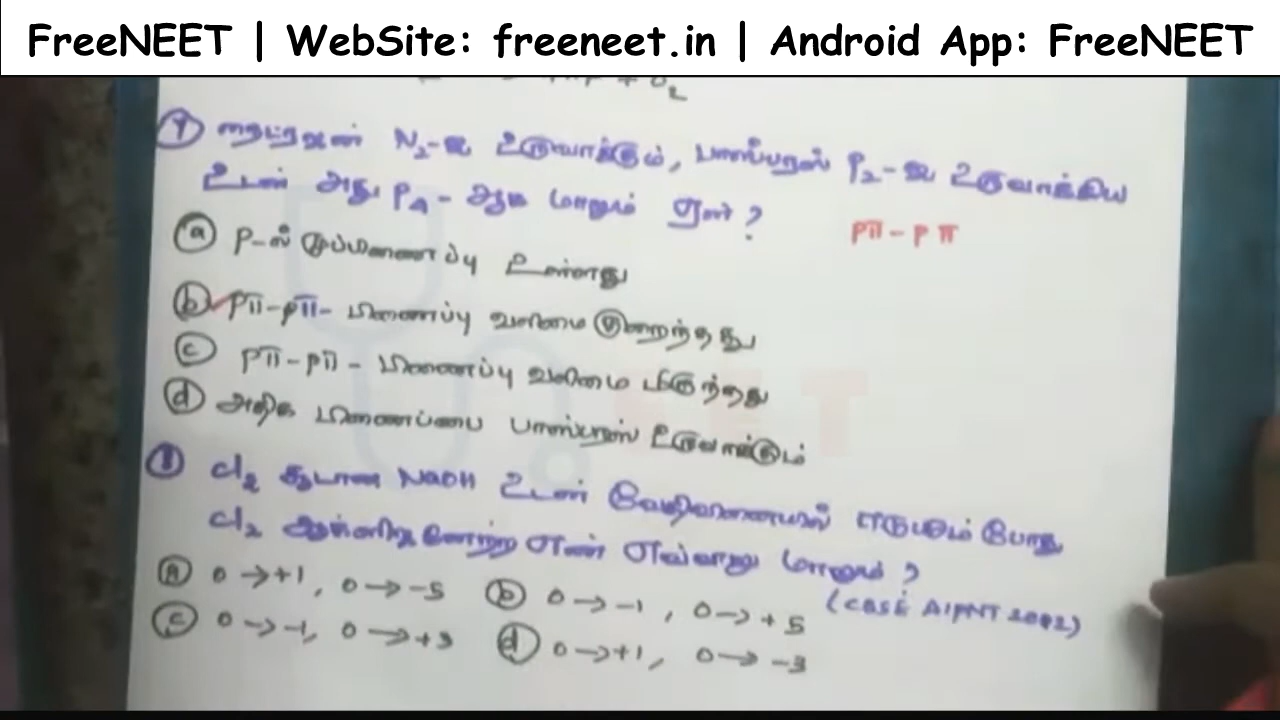 FreeNEET | WebSite: freeneet.in | Android App: FreeNEET
7 நைட்ரஜன் N2-ஐ உருவாக்கும், பாஸ்பரஸ் P2-ஐ உருவாக்கிய
உடன் அது P4 - ஆக மாறும் ஏன் ?
pπ - pπ
a P-ல் மும்பிணைப்பு உள்ளது
b pπ-pπ- பிணைப்பு வலிமை குறைந்தது
c pπ-pπ - பிணைப்பு வலிமை மிகுந்தது
d அதிக பிணைப்பை பாஸ்பரஸ் உருவாக்கும்
8 cl2 சூடான NaOH உடன் வேதிவினையில் ஈடுபடும் போது
cl2 ஆக்ஸிஜனேற்ற எண் எவ்வாறு மாறும் ?
(CBSE AIPMT 2012)
a 0 → +1, 0 → -5 b 0 → -1, 0 → +5
c 0 → -1, 0 → +3 d 0 → +1, 0 → -3